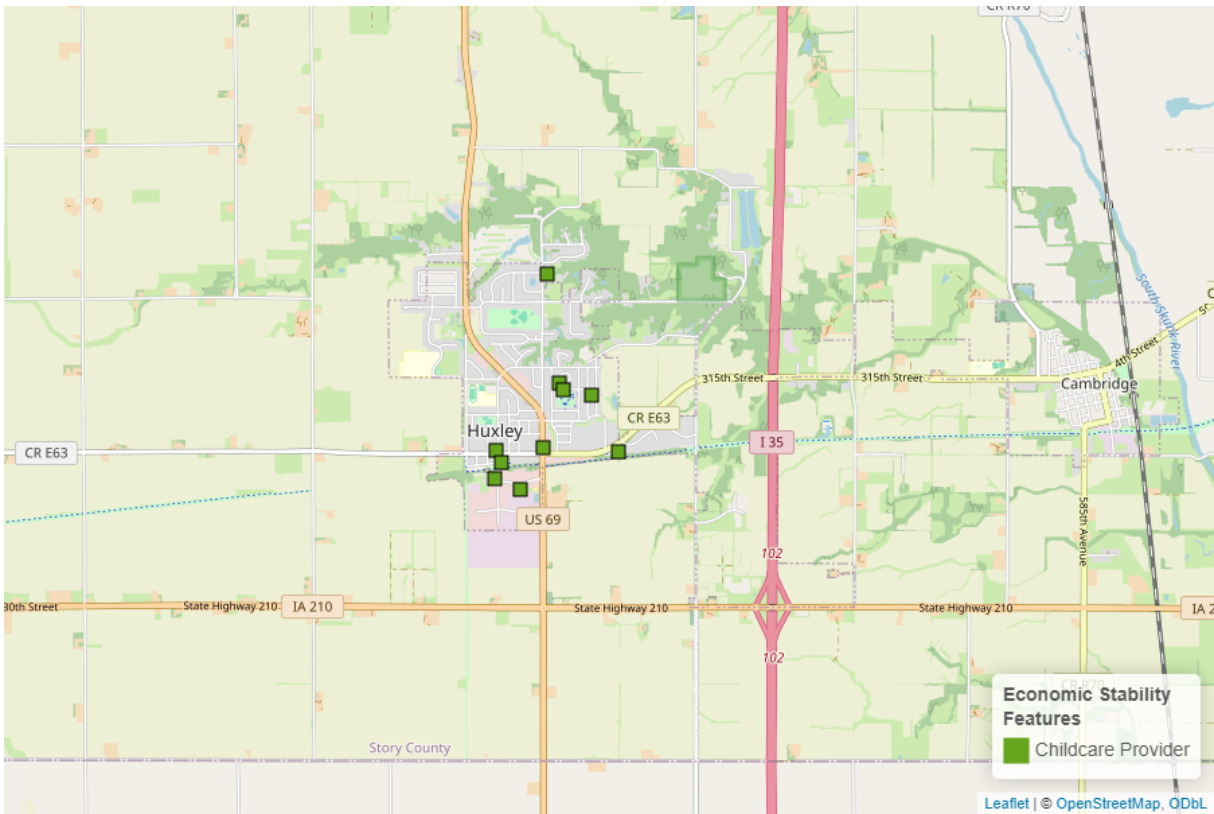 CR R70
South Skunk River
4th Street
315th Street
315th Street
Cambridge
CR E63
Huxley
I 35
CR E63
US 69
585th Avenue
102
30th Street
State Highway 210
IA 210
State Highway 210
State Highway 210
IA 2
102
CR R70
Economic Stability
Features
Childcare Provider
Story County
Leaflet | © OpenStreetMap, ODbL